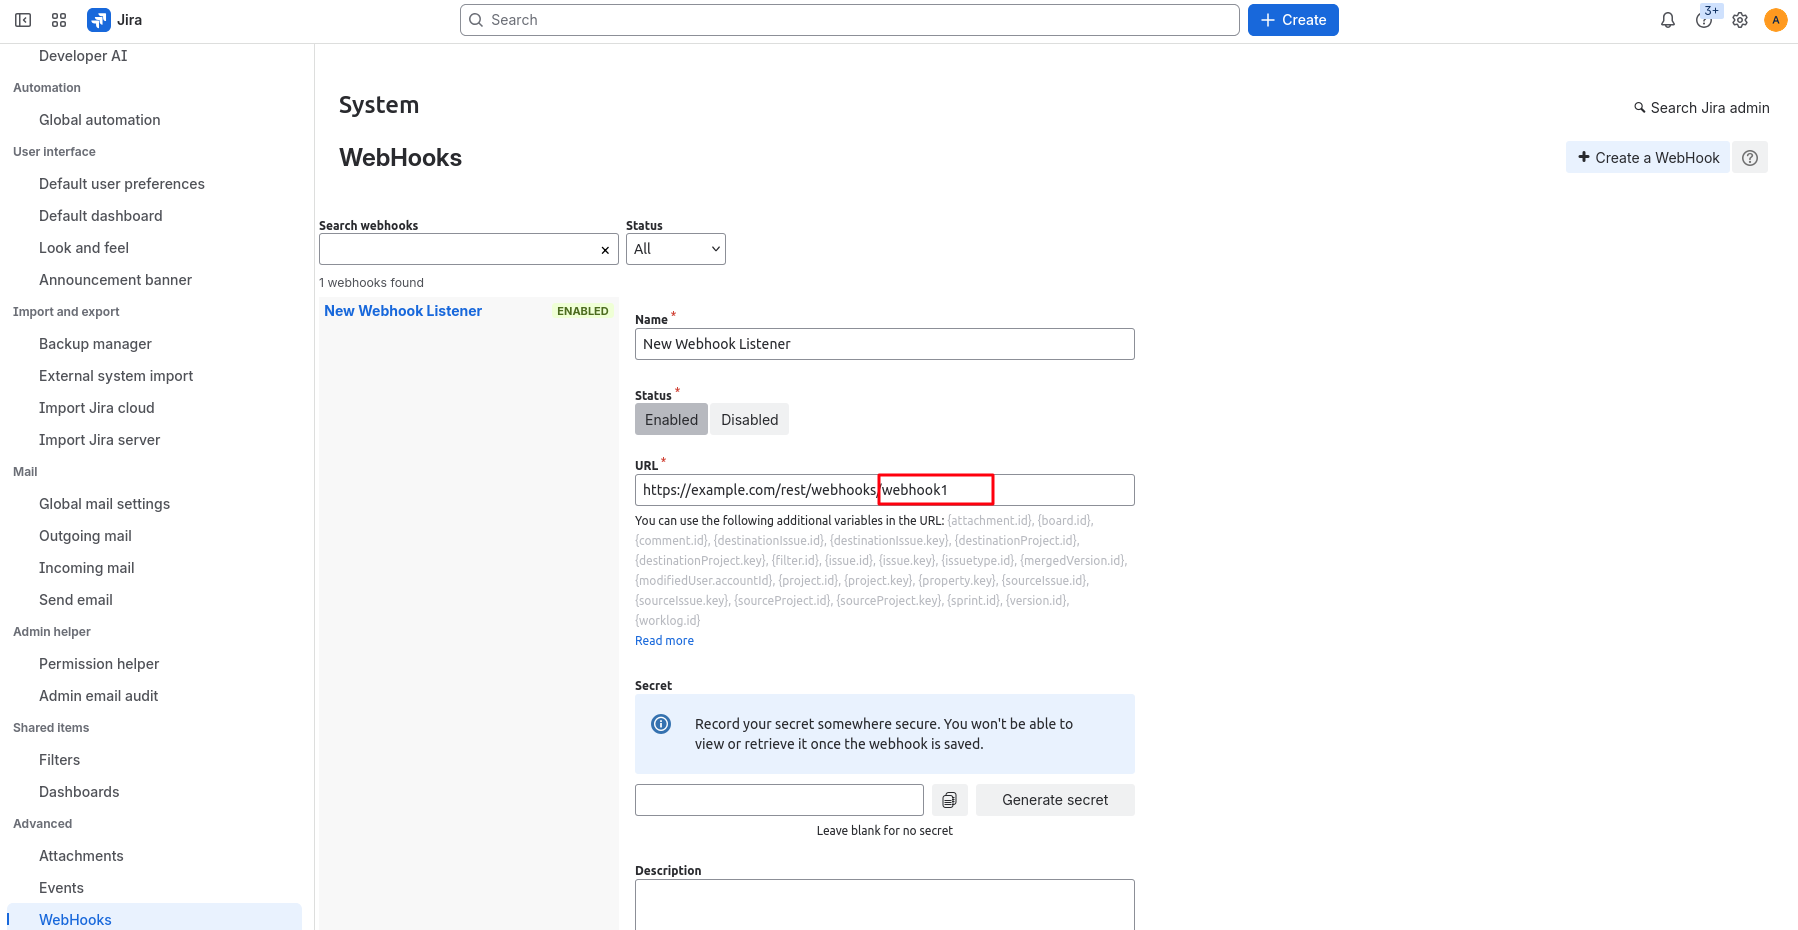 Jira
Search
Create
3+
A
Developer AI
Automation
Global automation
User interface
Default user preferences
Default dashboard
Look and feel
Announcement banner
Import and export
Backup manager
External system import
Import Jira cloud
Import Jira server
Mail
Global mail settings
Outgoing mail
Incoming mail
Send email
Admin helper
Permission helper
Admin email audit
Shared items
Filters
Dashboards
Advanced
Attachments
Events
WebHooks
System
Search Jira admin
WebHooks
Create a WebHook
Search webhooks
Status
All
1 webhooks found
New Webhook Listener
ENABLED
Name *
New Webhook Listener
Status *
Enabled
Disabled
URL *
https://example.com/rest/webhooks/webhook1
You can use the following additional variables in the URL: {attachment.id}, {board.id},
{comment.id}, {destinationIssue.id}, {destinationIssue.key}, {destinationProject.id},
{destinationProject.key}, {filter.id}, {issue.id}, {issue.key}, {issuetype.id}, {mergedVersion.id},
{modifiedUser.accountId}, {project.id}, {project.key}, {property.key}, {sourceIssue.id},
{sourceIssue.key}, {sourceProject.id}, {sourceProject.key}, {sprint.id}, {version.id},
{worklog.id}
Read more
Secret
Record your secret somewhere secure. You won't be able to
view or retrieve it once the webhook is saved.
Generate secret
Leave blank for no secret
Description